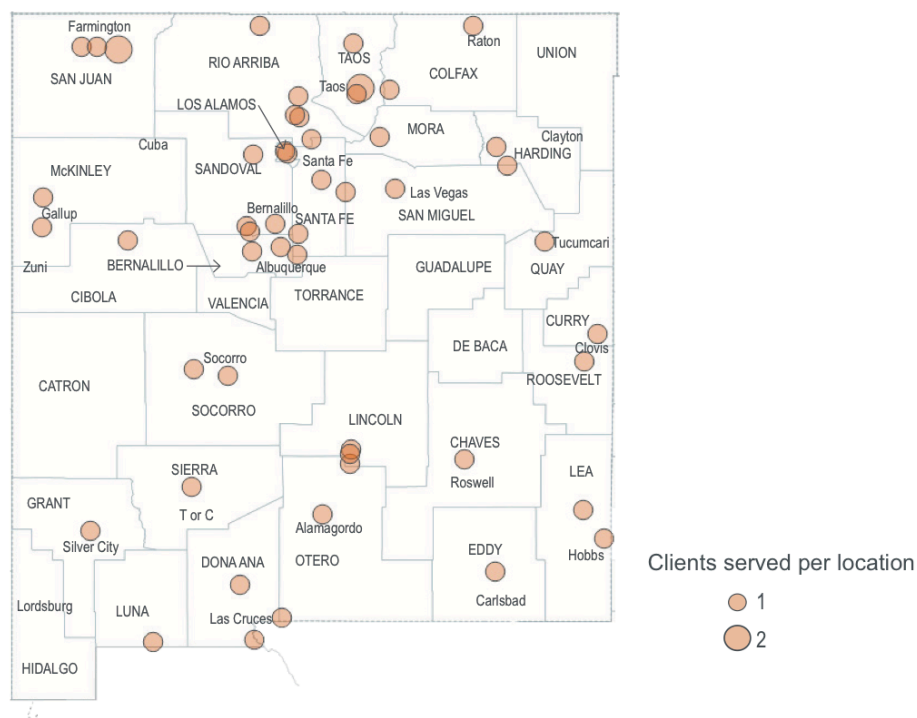 Farmington
SAN JUAN
RIO ARRIBA
TAOS
Taos
Raton
COLFAX
UNION
LOS ALAMOS
MORA
Clayton
HARDING
Cuba
McKINLEY
SANDOVAL
Santa Fe
Las Vegas
SAN MIGUEL
Bernalillo
SANTA FE
Gallup
Zuni
BERNALILLO
Albuquerque
Tucumcari
QUAY
GUADALUPE
CIBOLA
VALENCIA
TORRANCE
CURRY
Clovis
DE BACA
ROOSEVELT
Socorro
CATRON
SOCORRO
LINCOLN
CHAVES
Roswell
LEA
SIERRA
T or C
GRANT
Silver City
Alamagordo
OTERO
DONA ANA
EDDY
Carlsbad
Hobbs
Lordsburg
LUNA
Las Cruces
HIDALGO
Clients served per location
1
2